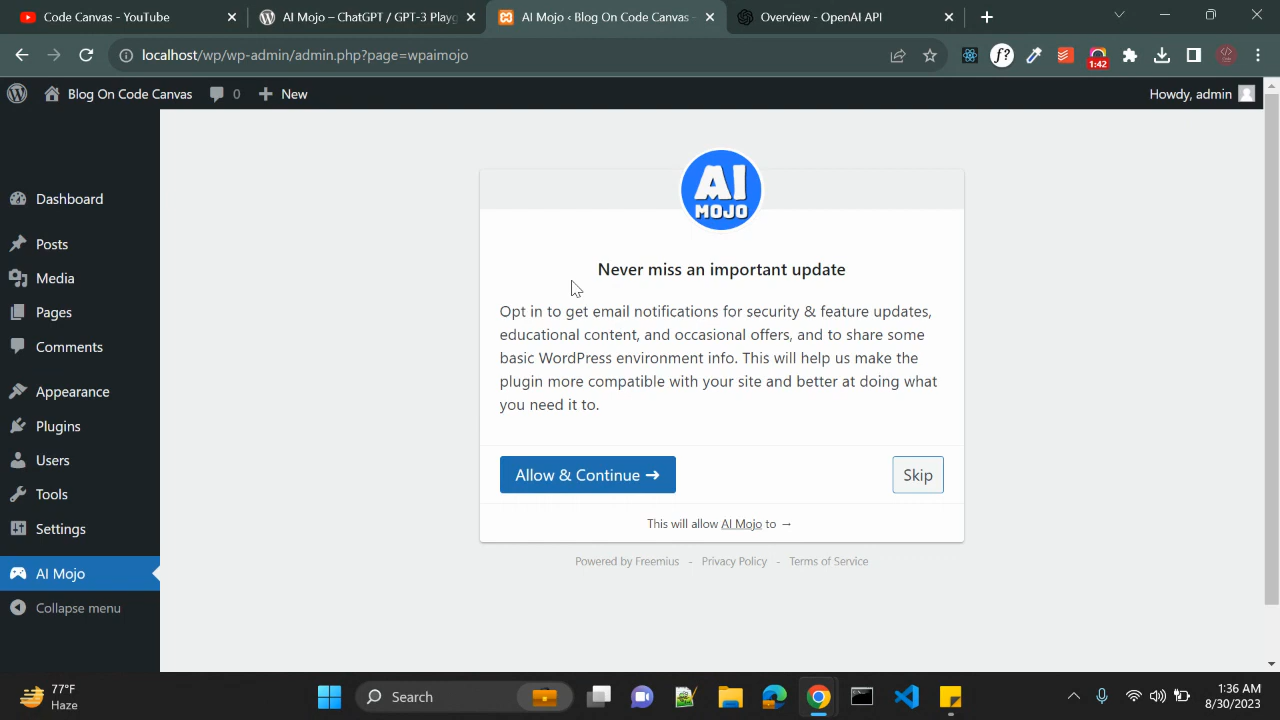 Code Canvas - YouTube
AI Mojo – ChatGPT / GPT-3 Playg
AI Mojo ‹ Blog On Code Canvas -
Overview - OpenAI API
localhost/wp/wp-admin/admin.php?page=wpaimojo
f?
1:42
Blog On Code Canvas
0
New
Howdy, admin
Dashboard
Posts
Media
Pages
Comments
Appearance
Plugins
Users
Tools
Settings
AI Mojo
Collapse menu
AI
MOJO
Never miss an important update
Opt in to get email notifications for security & feature updates,
educational content, and occasional offers, and to share some
basic WordPress environment info. This will help us make the
plugin more compatible with your site and better at doing what
you need it to.
Allow & Continue ➜
Skip
This will allow AI Mojo to →
Powered by Freemius - Privacy Policy - Terms of Service
77°F
Haze
Search
1:36 AM
8/30/2023